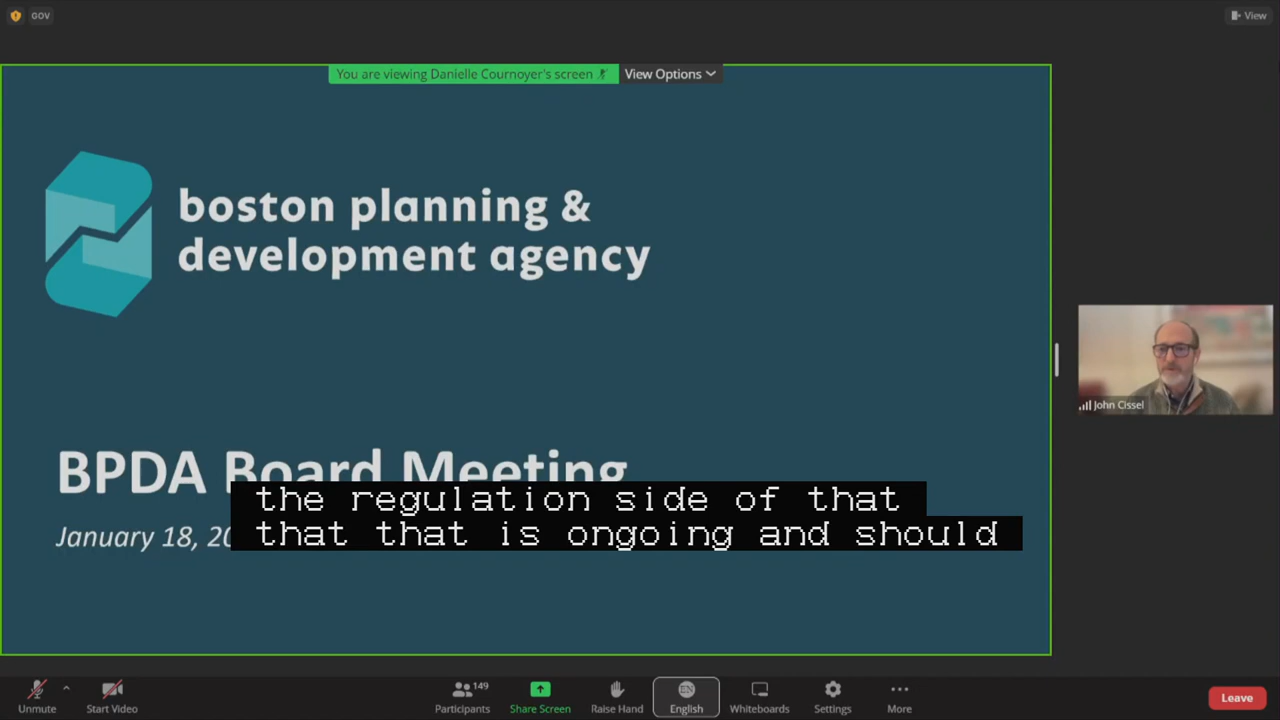 GOV
View
You are viewing Danielle Cournoyer's screen
View Options
boston planning &
development agency
BPDA Board Meeting
January 18, 20
the regulation side of that
that that is ongoing and should
John Cissel
Unmute
Start Video
149
Participants
Share Screen
Raise Hand
EN
English
Whiteboards
Settings
More
Leave